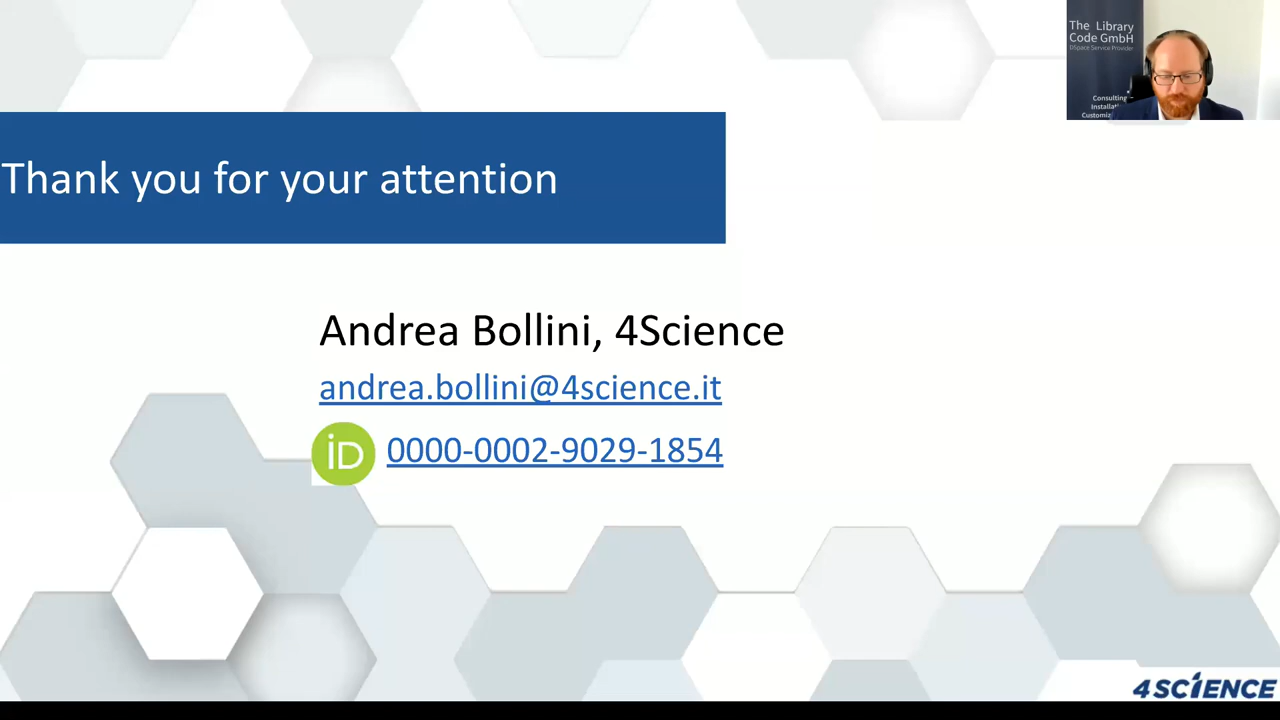 The Library
Code GmbH
DSpace Service Provider
Consulting
Thank you for your attention
Andrea Bollini, 4Science
andrea.bollini@4science.it
iD 0000-0002-9029-1854
4SCIENCE